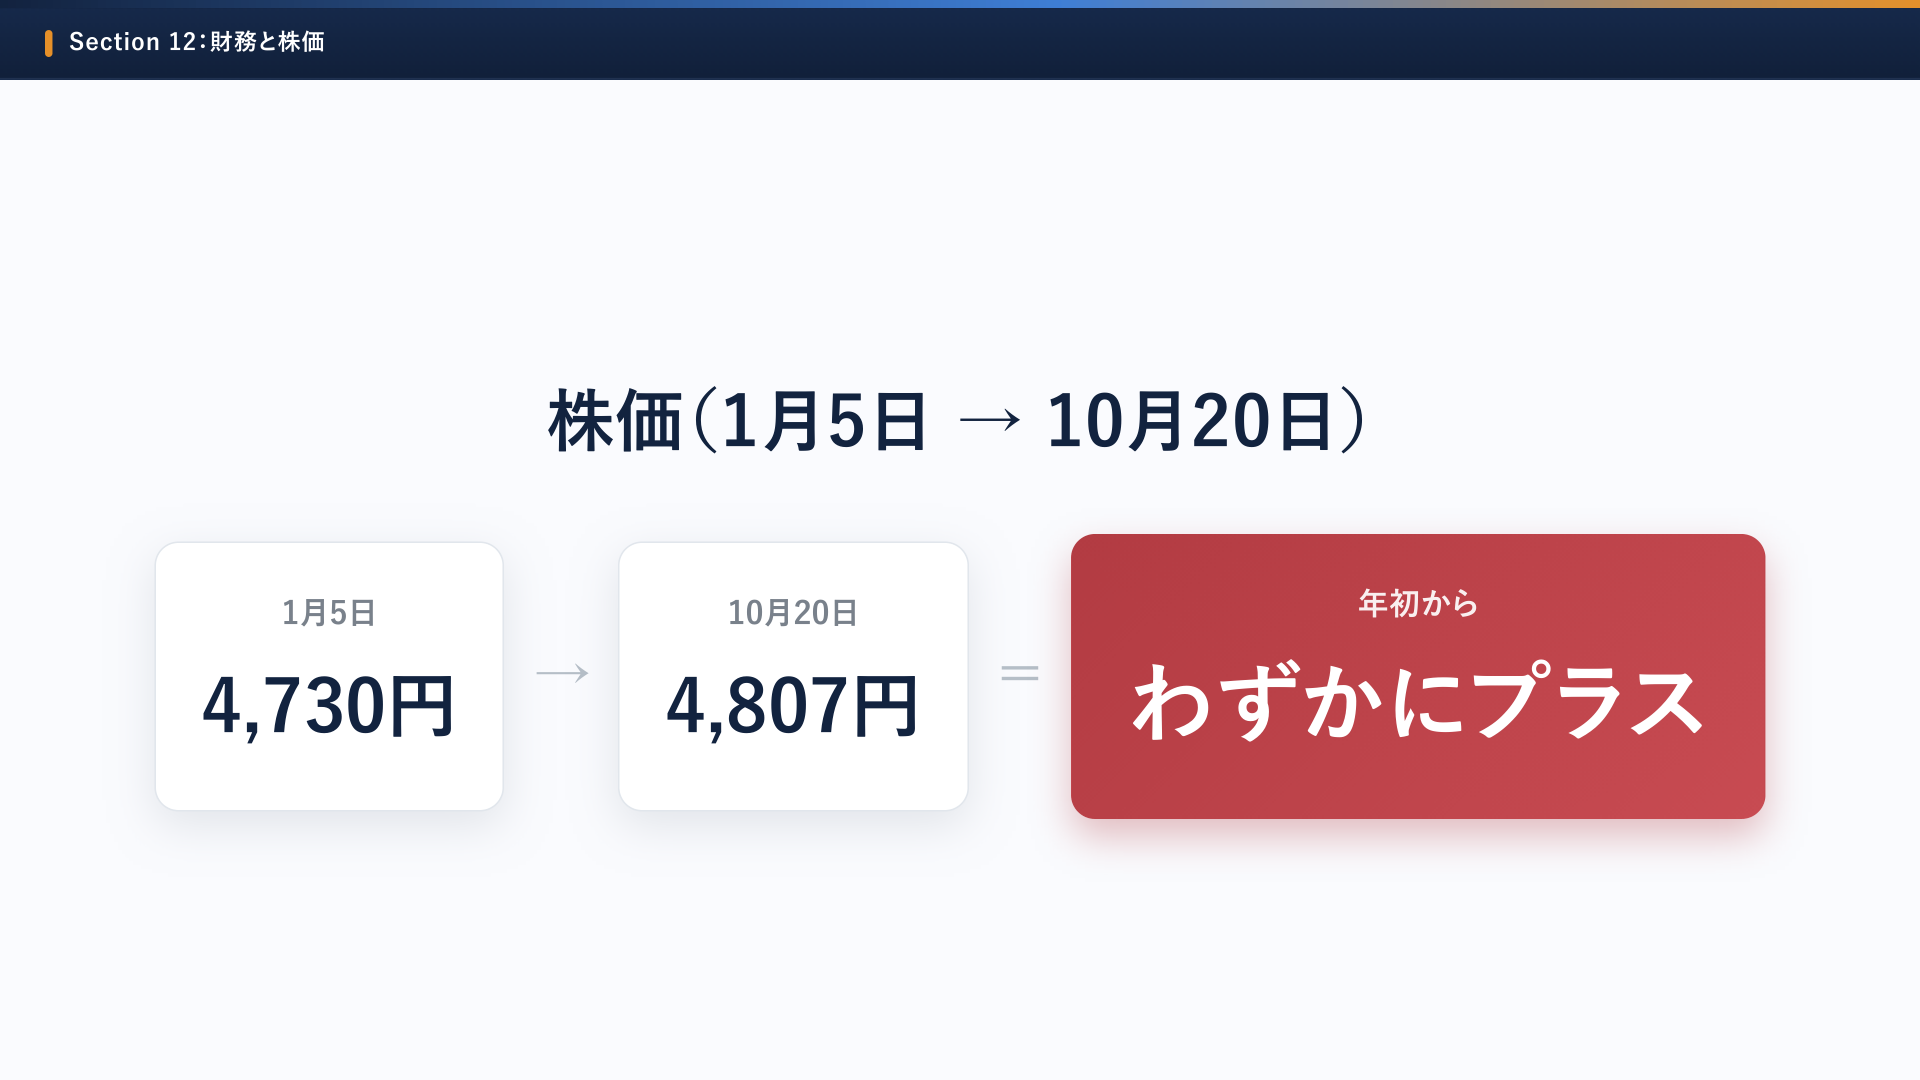 Section 12：財務と株価
株価（1月5日 → 10月20日）
1月5日
4,730円
→
10月20日
4,807円
＝
年初から
わずかにプラス